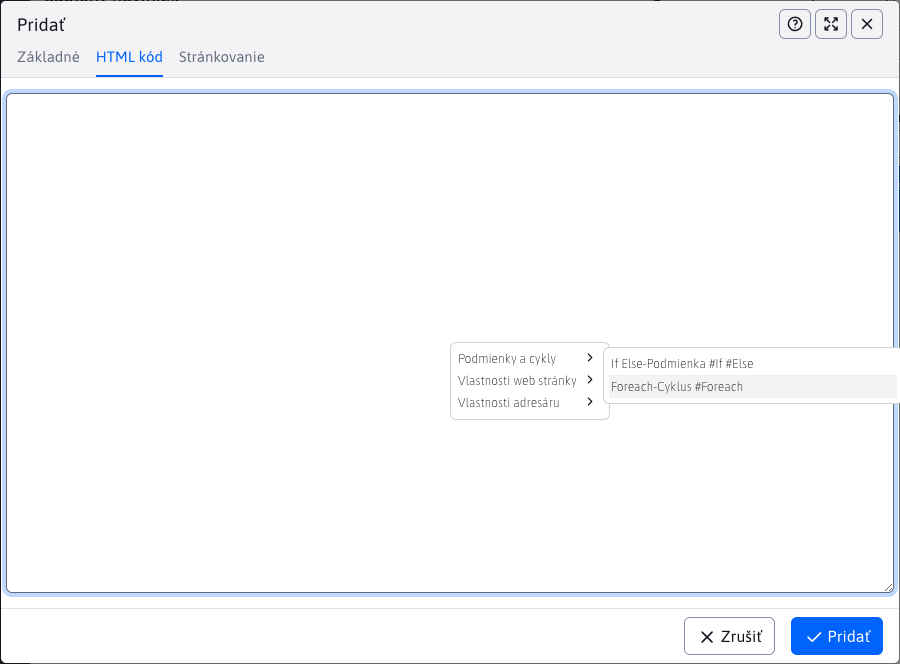 Pridať
Základné HTML kód Stránkovanie
Podmienky a cykly
Vlastnosti web stránky
Vlastnosti adresáru
If Else-Podmienka #If #Else
Foreach-Cyklus #Foreach
Zrušiť Pridať